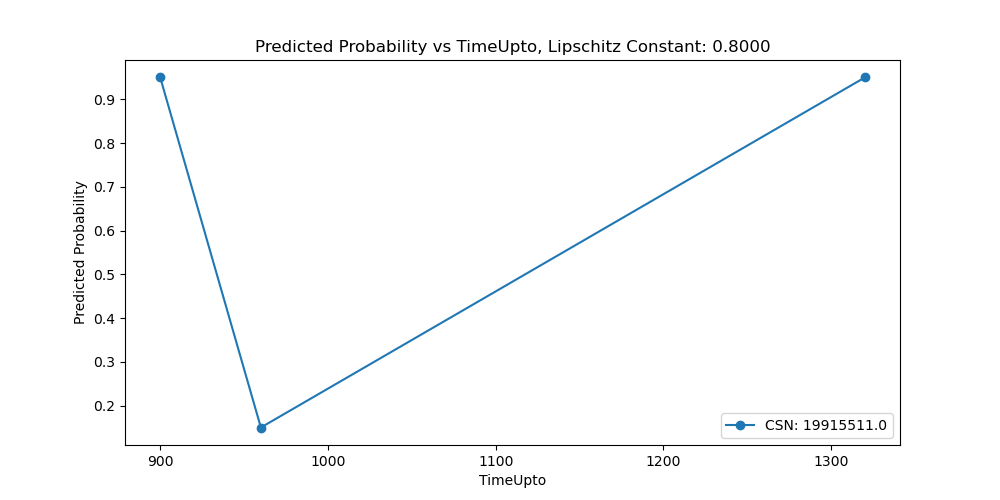 Predicted Probability vs TimeUpto, Lipschitz Constant: 0.8000
Predicted Probability
0.9
0.8
0.7
0.6
0.5
0.4
0.3
0.2
CSN: 19915511.0
900 1000 1100 1200 1300
TimeUpto